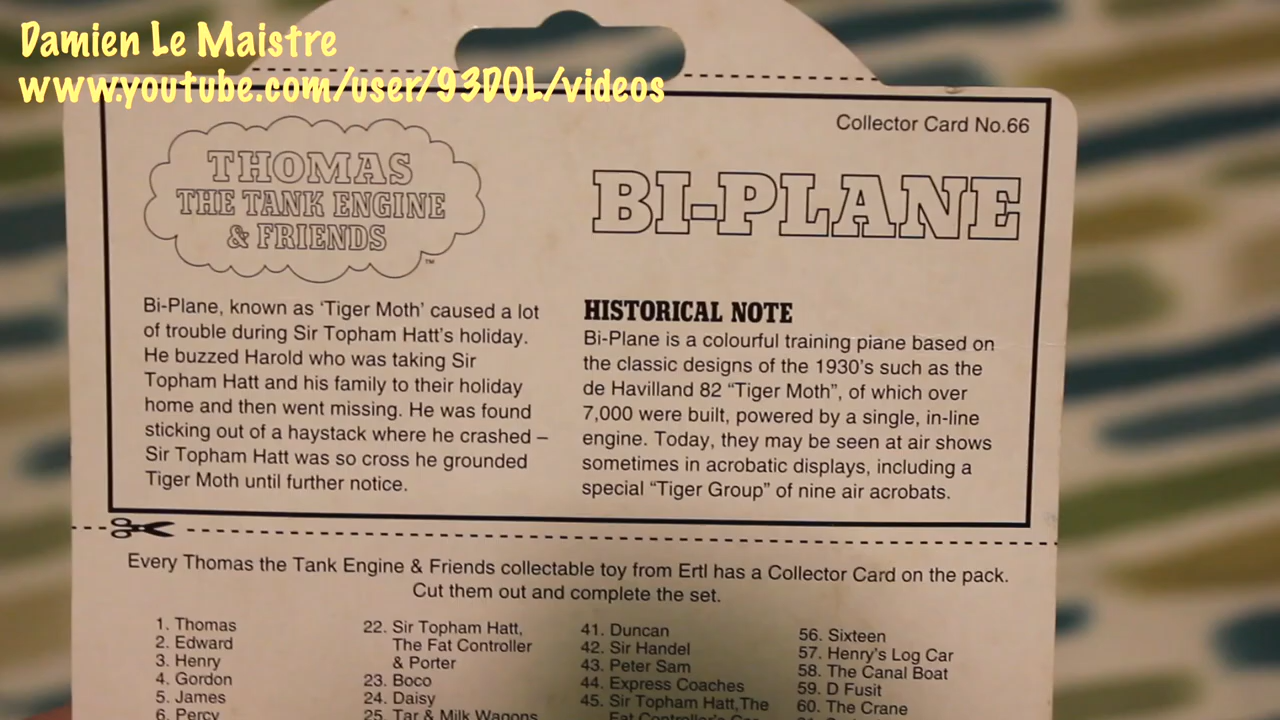 Damien Le Maistre
www.youtube.com/user/93DOL/videos
Collector Card No.66
THOMAS
THE TANK ENGINE
& FRIENDS
™
BI-PLANE
Bi-Plane, known as ‘Tiger Moth’ caused a lot
of trouble during Sir Topham Hatt's holiday.
He buzzed Harold who was taking Sir
Topham Hatt and his family to their holiday
home and then went missing. He was found
sticking out of a haystack where he crashed –
Sir Topham Hatt was so cross he grounded
Tiger Moth until further notice.
HISTORICAL NOTE
Bi-Plane is a colourful training plane based on
the classic designs of the 1930's such as the
de Havilland 82 “Tiger Moth”, of which over
7,000 were built, powered by a single, in-line
engine. Today, they may be seen at air shows
sometimes in acrobatic displays, including a
special “Tiger Group” of nine air acrobats.
Every Thomas the Tank Engine & Friends collectable toy from Ertl has a Collector Card on the pack.
Cut them out and complete the set.
1. Thomas
2. Edward
3. Henry
4. Gordon
5. James
6. Percy
22. Sir Topham Hatt,
The Fat Controller
& Porter
23. Boco
24. Daisy
25. Tar & Milk Wagons
41. Duncan
42. Sir Handel
43. Peter Sam
44. Express Coaches
45. Sir Topham Hatt,The
Fat Controller's Car
56. Sixteen
57. Henry's Log Car
58. The Canal Boat
59. D Fusit
60. The Crane